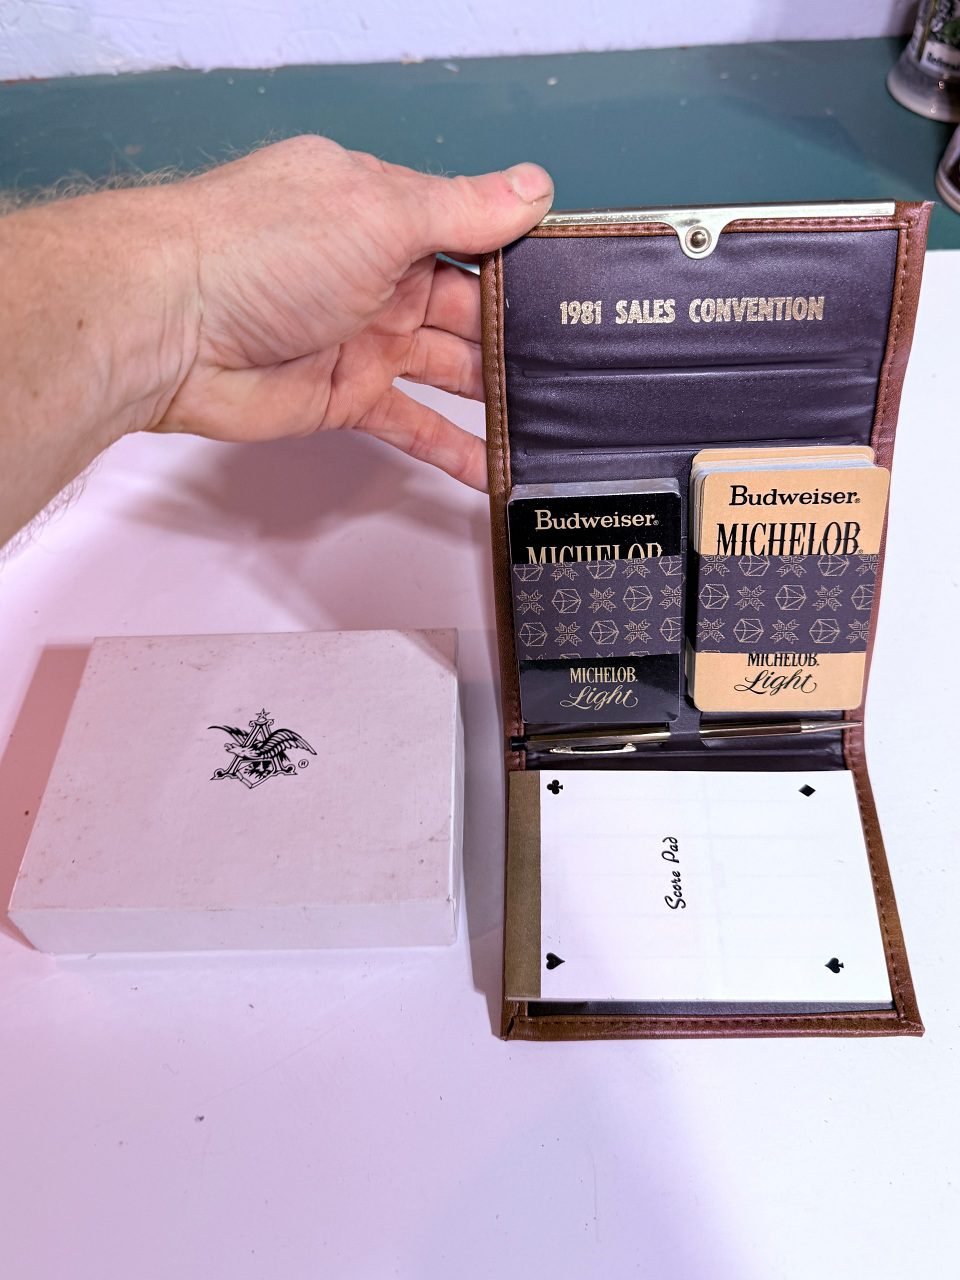 1981 SALES CONVENTION
Budweiser®
MICHELOB
MICHELOB.
Light
Budweiser®
MICHELOB®
MICHELOB.
Light
Score Pad
A
®